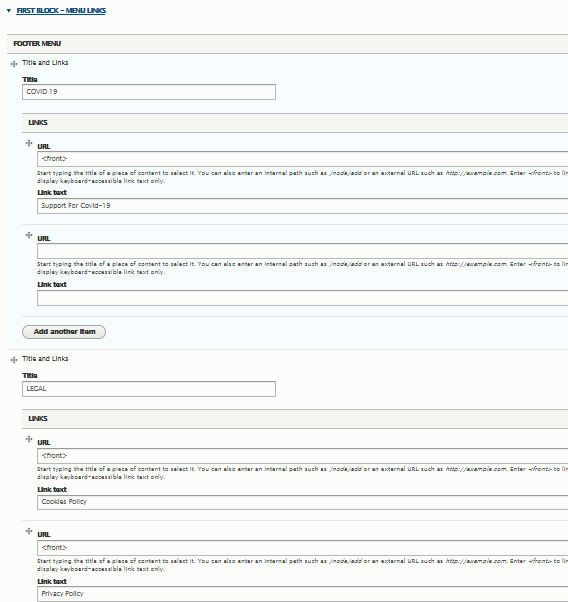 FIRST BLOCK - MENU LINKS
FOOTER MENU
Title and Links
Title
COVID 19
LINKS
URL
<front>
Start typing the title of a piece of content to select it. You can also enter an internal path such as /node/add or an external URL such as http://example.com. Enter <front> to lin
display keyboard-accessible link text only.
Link text
Support For Covid-19
URL
Start typing the title of a piece of content to select it. You can also enter an internal path such as /node/add or an external URL such as http://example.com. Enter <front> to lin
display keyboard-accessible link text only.
Link text
Add another item
Title and Links
Title
LEGAL
LINKS
URL
<front>
Start typing the title of a piece of content to select it. You can also enter an internal path such as /node/add or an external URL such as http://example.com. Enter <front> to lin
display keyboard-accessible link text only.
Link text
Cookies Policy
URL
<front>
Start typing the title of a piece of content to select it. You can also enter an internal path such as /node/add or an external URL such as http://example.com. Enter <front> to lin
display keyboard-accessible link text only.
Link text
Privacy Policy